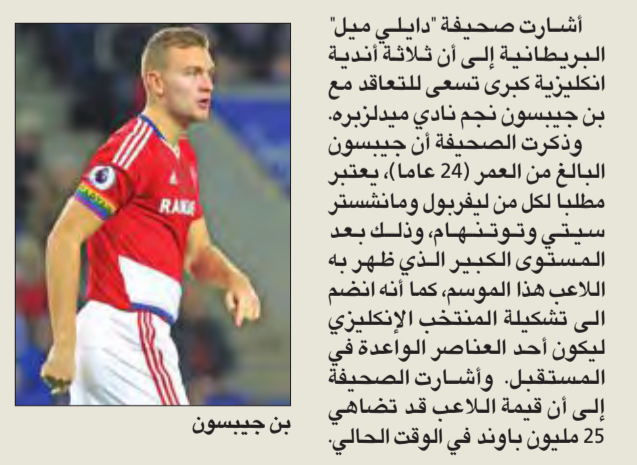 أشارت صحيفة "دايلي ميل"
البريطانية إلى أن ثلاثة أندية
انكليزية كبرى تسعى للتعاقد مع
بن جيبسون نجم نادي ميدلزبره.
وذكرت الصحيفة أن جيبسون
البالغ من العمر (24 عاما)، يعتبر
مطلبا لكل من ليفربول ومانشستر
سيتي وتوتنهام، وذلك بعد
المستوى الكبير الذي ظهر به
اللاعب هذا الموسم، كما أنه انضم
الى تشكيلة المنتخب الإنكليزي
ليكون أحد العناصر الواعدة في
المستقبل. وأشارت الصحيفة
إلى أن قيمة اللاعب قد تضاهي
25 مليون باوند في الوقت الحالي.
بن جيبسون